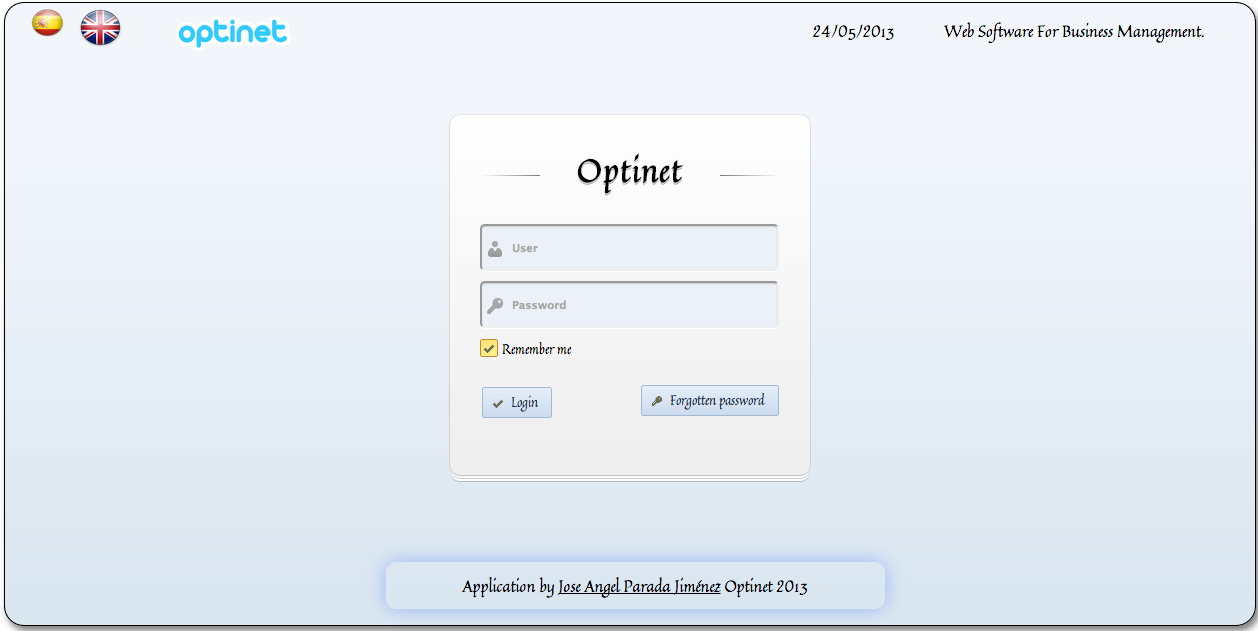 optinet
24/05/2013
Web Software For Business Management.
Optinet
User
Password
Remember me
Login
Forgotten password
Application by Jose Angel Parada Jiménez Optinet 2013